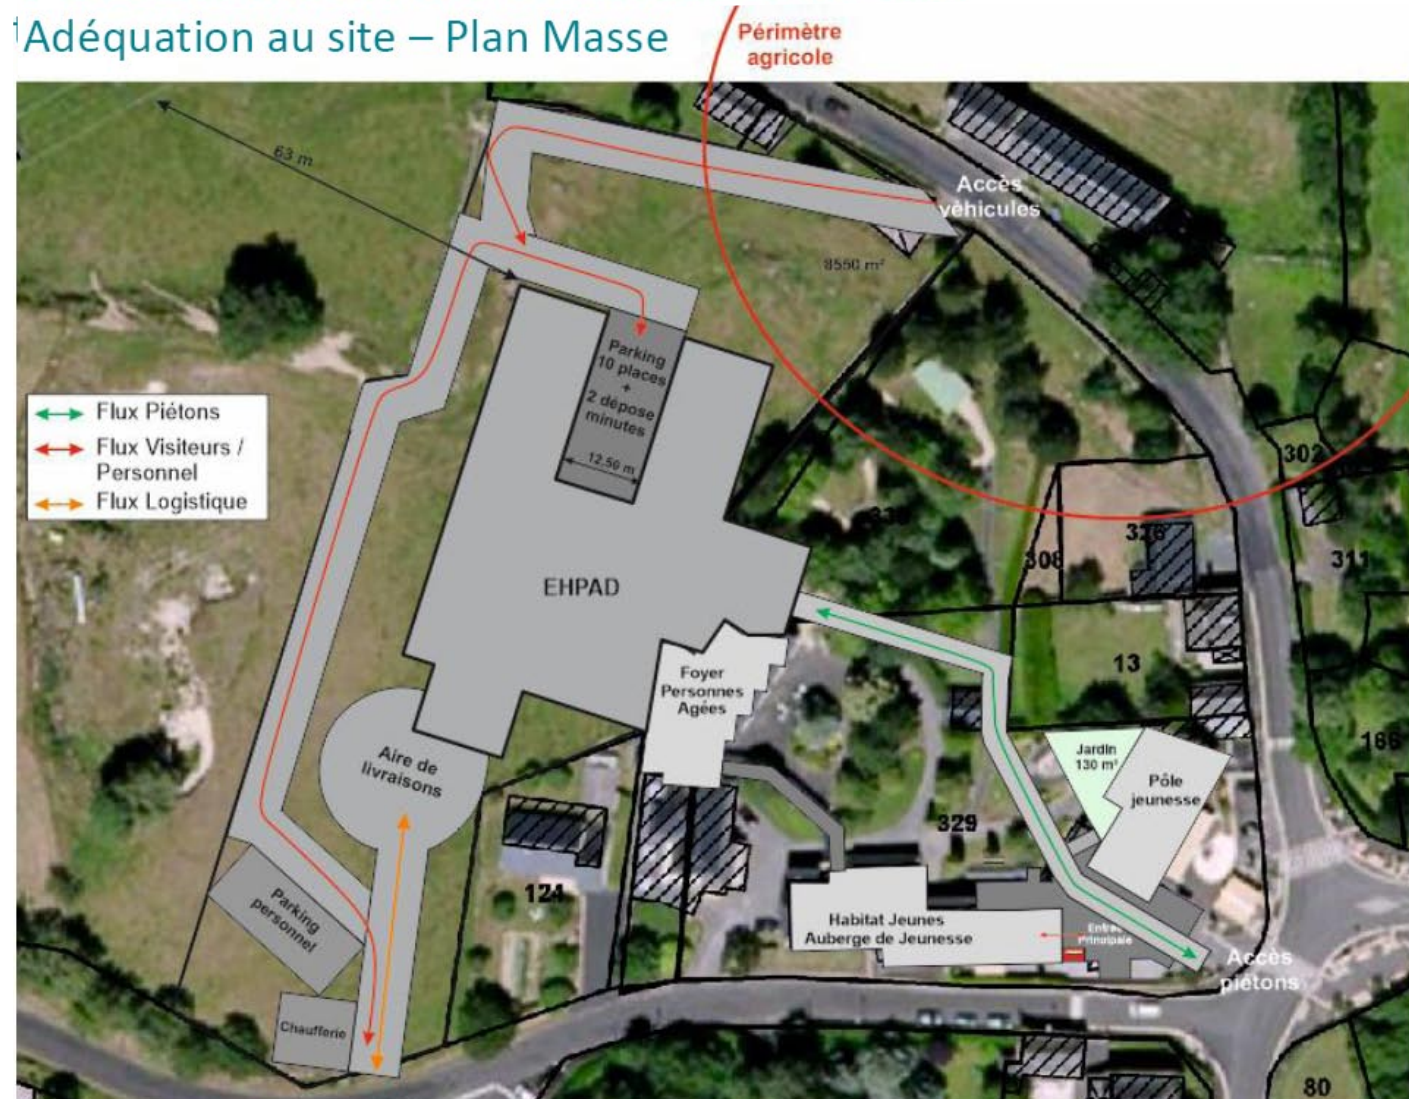 Adéquation au site – Plan Masse
Périmètre
agricole
63 m
Accès
véhicules
8550 m²
Parking
10 places
+
2 dépose
minutes
12.50 m
Flux Piétons
Flux Visiteurs /
Personnel
Flux Logistique
302
326
308
311
EHPAD
13
Foyer
Personnes
Agées
166
Jardin
130 m²
Pôle
jeunesse
Aire de
livraisons
329
124
Parking
personnel
Habitat Jeunes
Auberge de Jeunesse
Entrée
Principale
Accès
piétons
Chaufferie
80